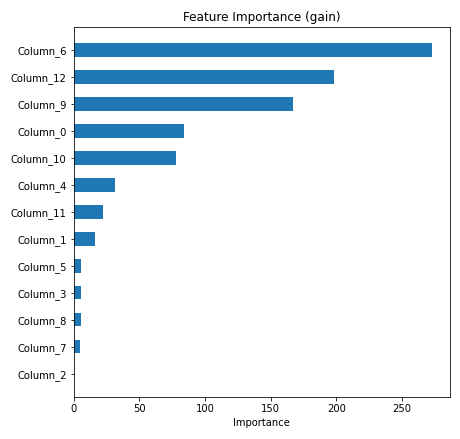 Feature Importance (gain)
Column_6
Column_12
Column_9
Column_0
Column_10
Column_4
Column_11
Column_1
Column_5
Column_3
Column_8
Column_7
Column_2
0 50 100 150 200 250
Importance